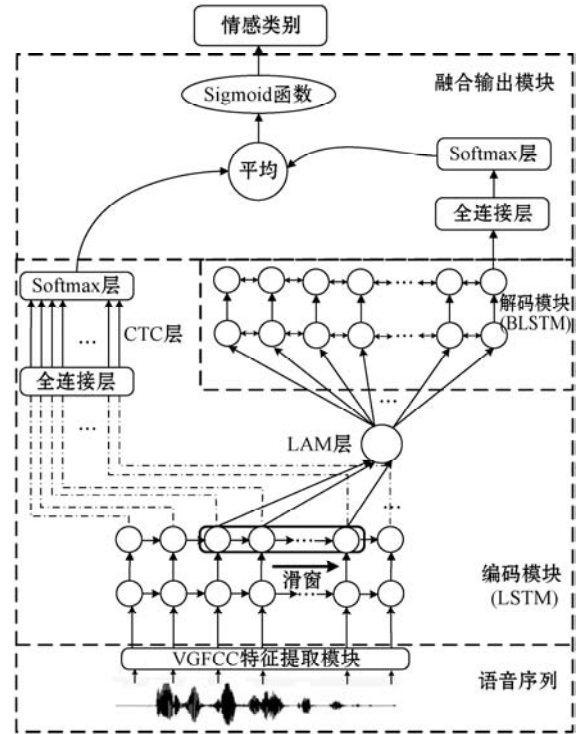 情感类别
融合输出模块
Sigmoid函数
平均
Softmax层
全连接层
Softmax层
CTC层
全连接层
...
...
解码模块
(BLSTM)
...
LAM层
...
...
滑窗
...
编码模块
(LSTM)
VGFCC特征提取模块
语音序列